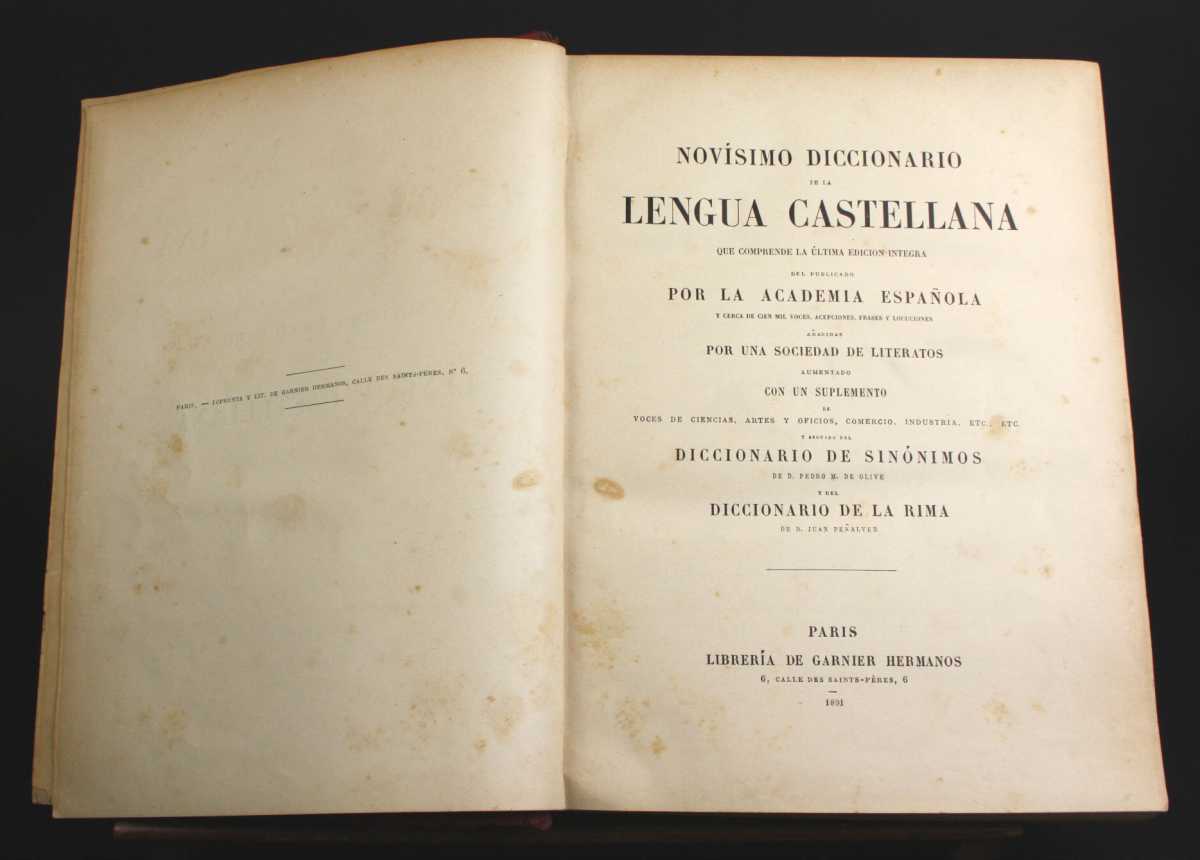 PARIS. — IMPRENTA Y LIT. DE GARNIER HERMANOS, CALLE DES SAINTS-PÈRES, Nº 6.
NOVÍSIMO DICCIONARIO
DE LA
LENGUA CASTELLANA
QUE COMPRENDE LA ÚLTIMA EDICION INTEGRA
DEL PUBLICADO
POR LA ACADEMIA ESPAÑOLA
Y CERCA DE CIEN MIL VOCES, ACEPCIONES, FRASES Y LOCUCIONES
AÑADIDAS
POR UNA SOCIEDAD DE LITERATOS
AUMENTADO
CON UN SUPLEMENTO
DE
VOCES DE CIENCIAS, ARTES Y OFICIOS, COMERCIO, INDUSTRIA, ETC., ETC.
Y SEGUIDO DEL
DICCIONARIO DE SINÓNIMOS
DE D. PEDRO M. DE OLIVE
Y DEL
DICCIONARIO DE LA RIMA
DE D. JUAN PEÑALVER
PARIS
LIBRERÍA DE GARNIER HERMANOS
6, CALLE DES SAINTS-PÈRES, 6
—
1891